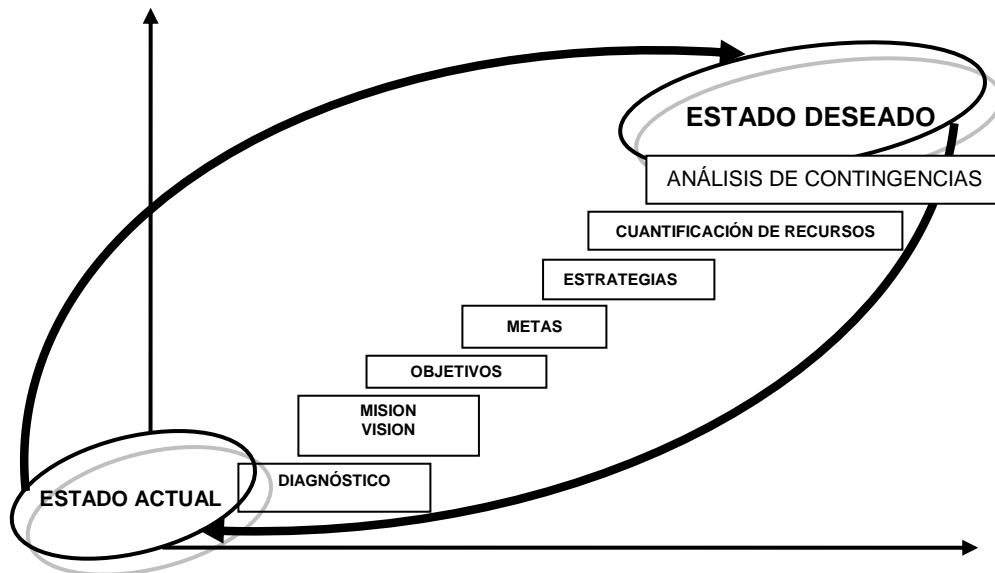 ESTADO DESEADO
ANÁLISIS DE CONTINGENCIAS
CUANTIFICACIÓN DE RECURSOS
ESTRATEGIAS
METAS
OBJETIVOS
MISION
VISION
DIAGNÓSTICO
ESTADO ACTUAL